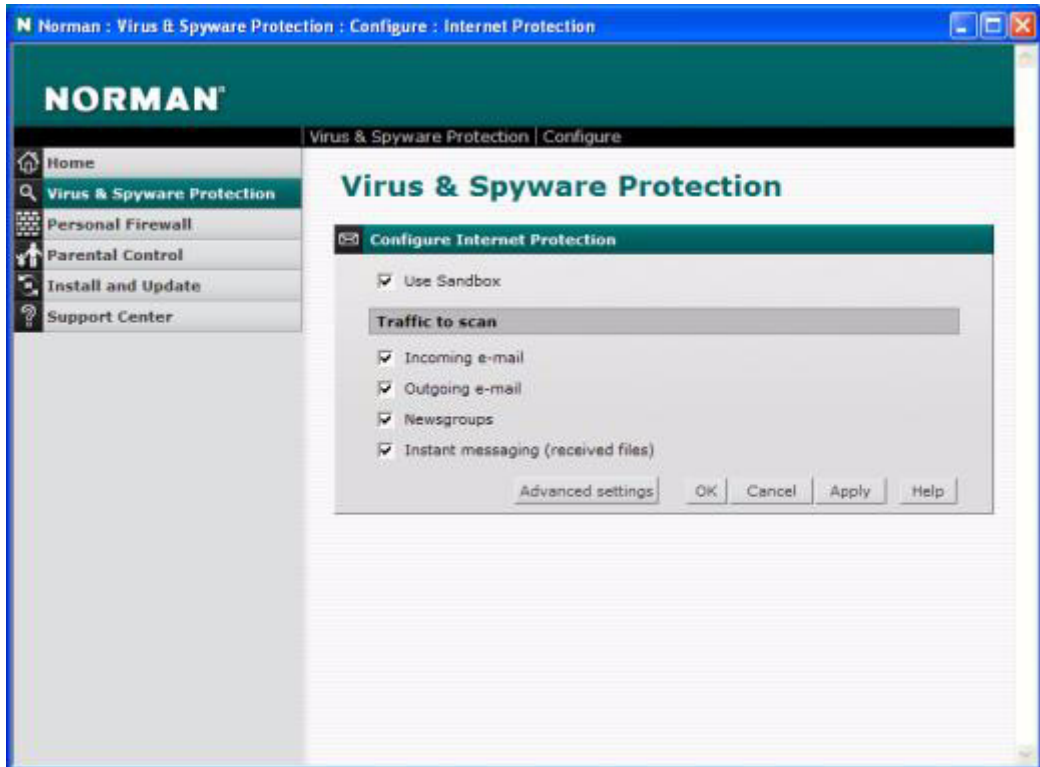 N Norman : Virus & Spyware Protection : Configure : Internet Protection
NORMAN®
Virus & Spyware Protection | Configure
Home
Virus & Spyware Protection
Personal Firewall
Parental Control
Install and Update
Support Center
Virus & Spyware Protection
Configure Internet Protection
Use Sandbox
Traffic to scan
Incoming e-mail
Outgoing e-mail
Newsgroups
Instant messaging (received files)
Advanced settings OK Cancel Apply Help